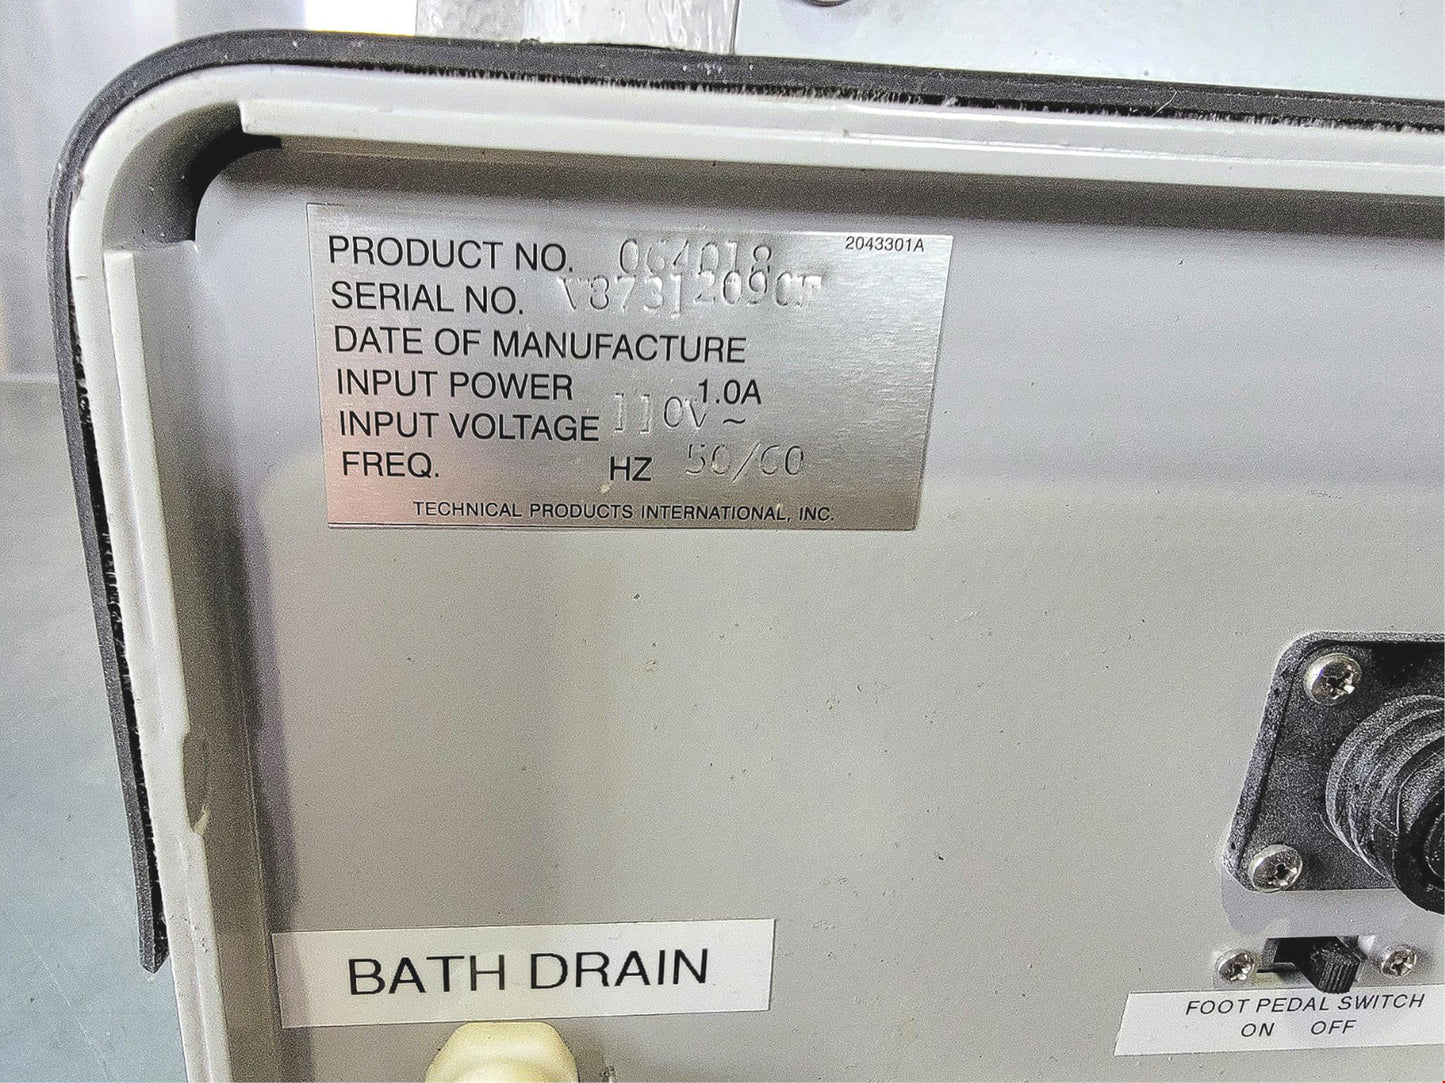 PRODUCT NO. 064018 2043301A
SERIAL NO.
DATE OF MANUFACTURE
INPUT POWER 1.0A
INPUT VOLTAGE 110V ~
FREQ. HZ 50/60
TECHNICAL PRODUCTS INTERNATIONAL, INC.
BATH DRAIN
FOOT PEDAL SWITCH
ON OFF